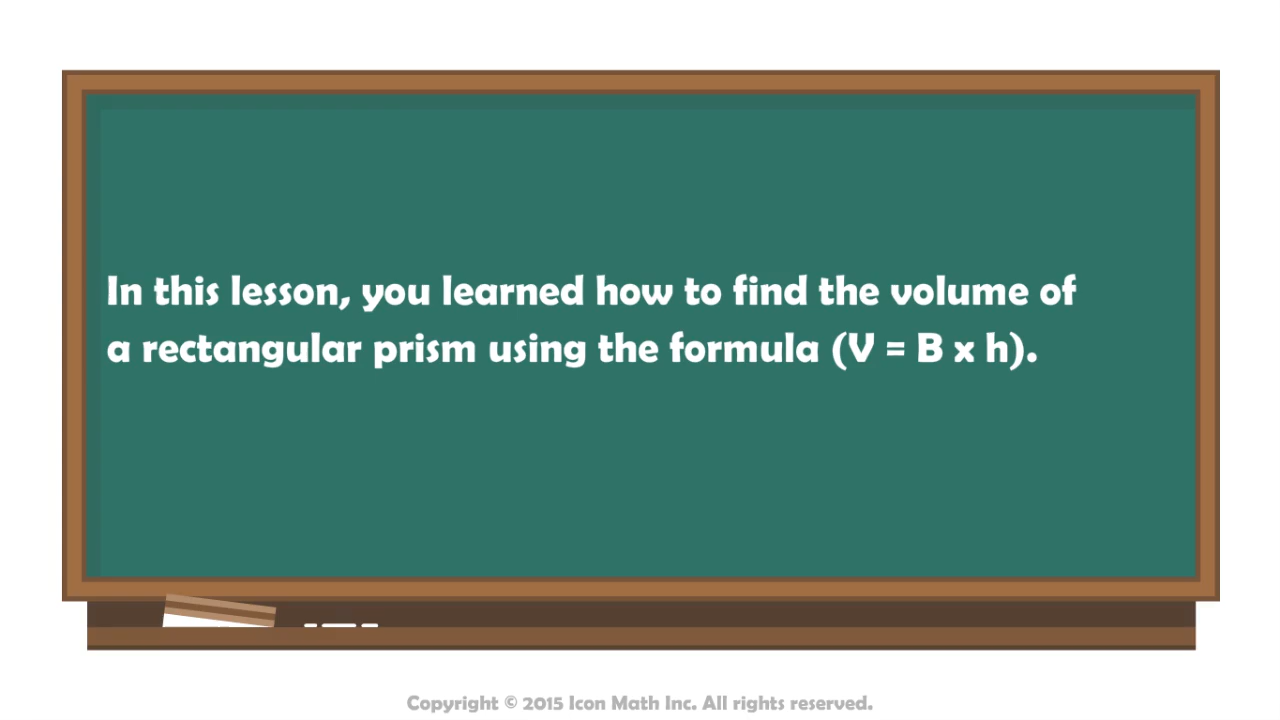 In this lesson, you learned how to find the volume of
a rectangular prism using the formula (V = B x h).
Copyright © 2015 Icon Math Inc. All rights reserved.